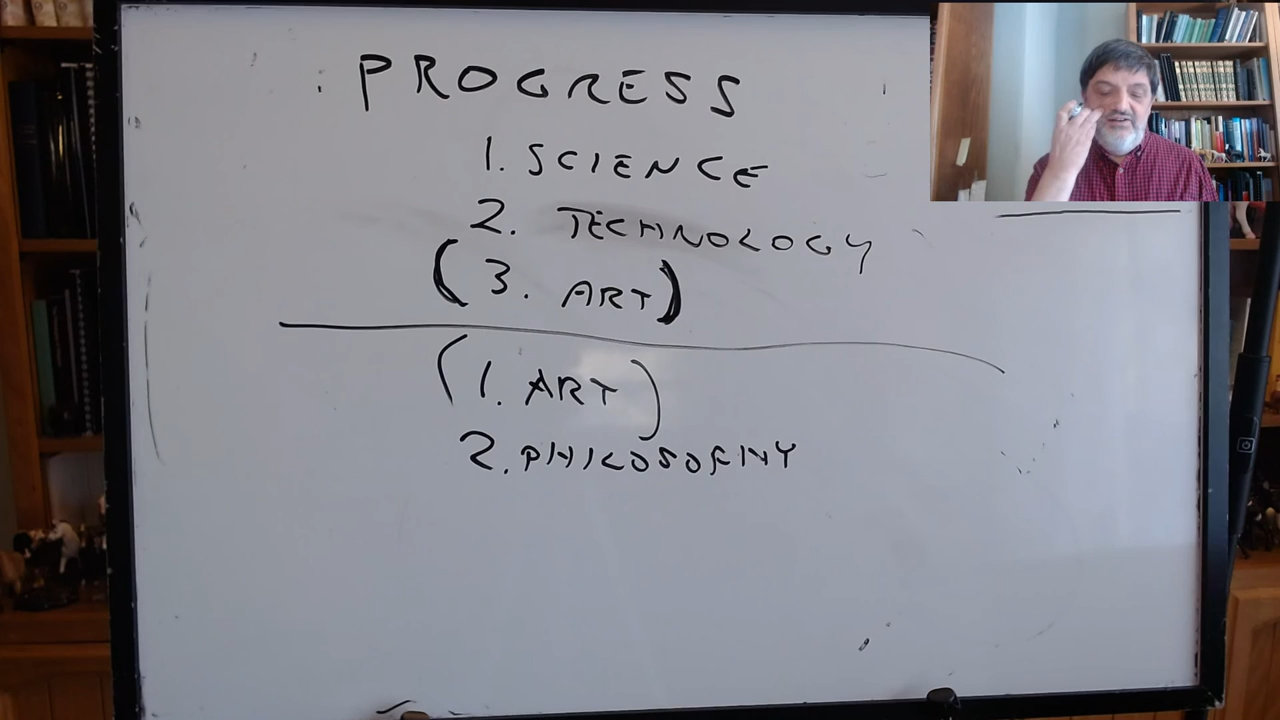 PROGRESS
1. SCIENCE
2. TECHNOLOGY
(3. ART)
(1. ART)
2. PHILOSOPHY